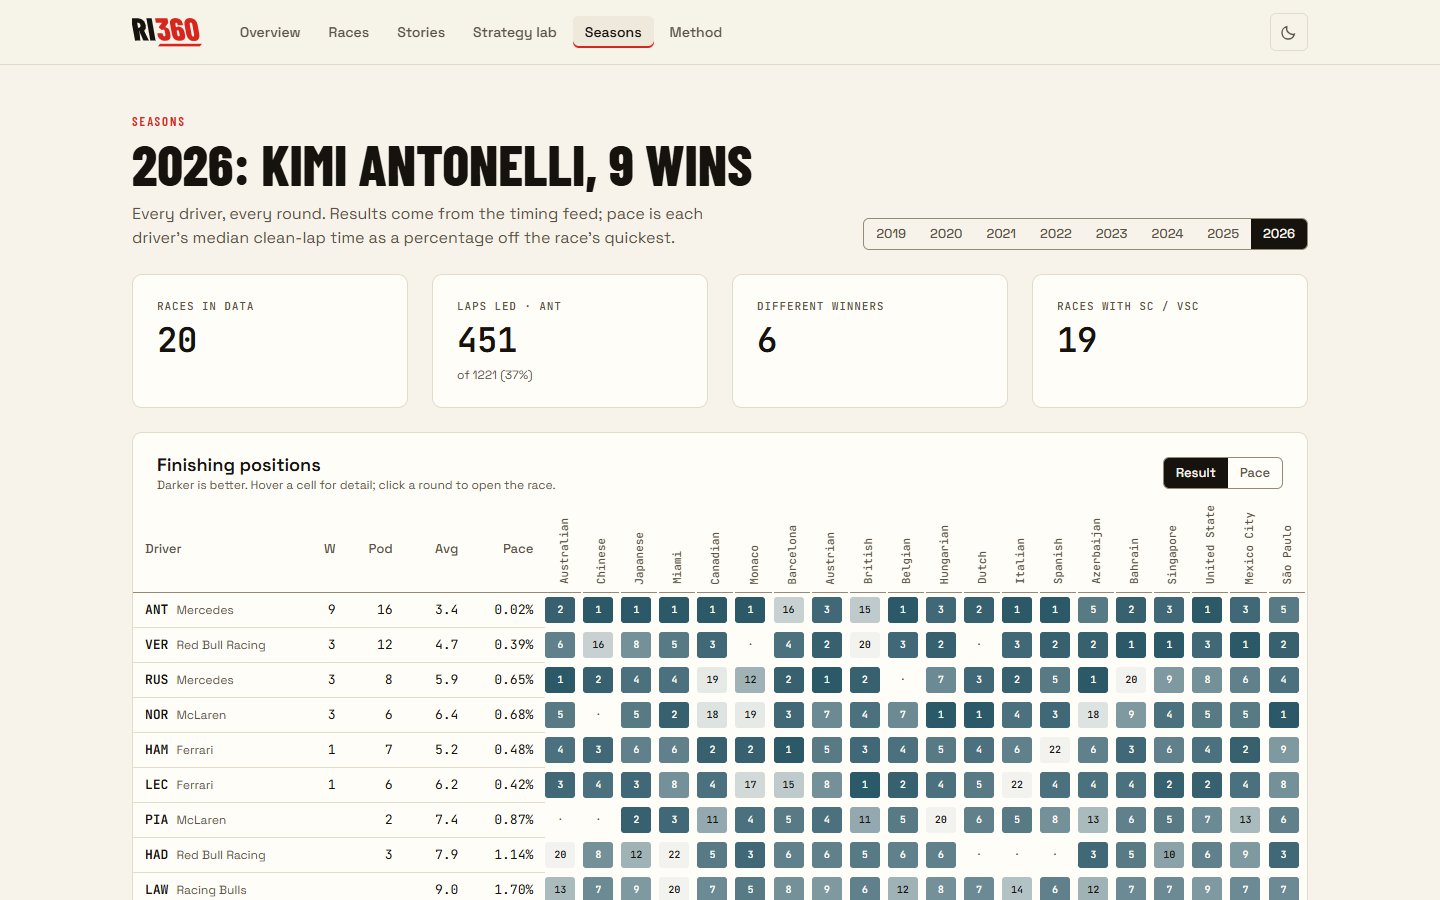 RI360 Overview Races Stories Strategy lab Seasons Method
SEASONS
2026: KIMI ANTONELLI, 9 WINS
Every driver, every round. Results come from the timing feed; pace is each
driver's median clean-lap time as a percentage off the race's quickest.
2019 2020 2021 2022 2023 2024 2025 2026
RACES IN DATA
20
LAPS LED · ANT
451
of 1221 (37%)
DIFFERENT WINNERS
6
RACES WITH SC / VSC
19
Finishing positions
Darker is better. Hover a cell for detail; click a round to open the race.
Result Pace
Driver W Pod Avg Pace Australian Chinese Japanese Miami Canadian Monaco Barcelona Austrian British Belgian Hungarian Dutch Italian Spanish Azerbaijan Bahrain Singapore United State Mexico City São Paulo
ANT Mercedes 9 16 3.4 0.02% 2 1 1 1 1 1 16 3 15 1 3 2 1 1 5 2 3 1 3 5
VER Red Bull Racing 3 12 4.7 0.39% 6 16 8 5 3 · 4 2 20 3 2 · 3 2 2 1 1 3 1 2
RUS Mercedes 3 8 5.9 0.65% 1 2 4 4 19 12 2 1 2 · 7 3 2 5 1 20 9 8 6 4
NOR McLaren 3 6 6.4 0.68% 5 · 5 2 18 19 3 7 4 7 1 1 4 3 18 9 4 5 5 1
HAM Ferrari 1 7 5.2 0.48% 4 3 6 6 2 2 1 5 3 4 5 4 6 22 6 3 6 4 2 9
LEC Ferrari 1 6 6.2 0.42% 3 4 3 8 4 17 15 8 1 2 4 5 22 4 4 4 2 2 4 8
PIA McLaren 2 7.4 0.87% · · 2 3 11 4 5 4 11 5 20 6 5 8 13 6 5 7 13 6
HAD Red Bull Racing 3 7.9 1.14% 20 8 12 22 5 3 6 6 5 6 6 · · · 3 5 10 6 9 3
LAW Racing Bulls 9.0 1.70% 13 7 9 20 7 5 8 9 6 12 8 7 14 6 12 7 7 9 7 7